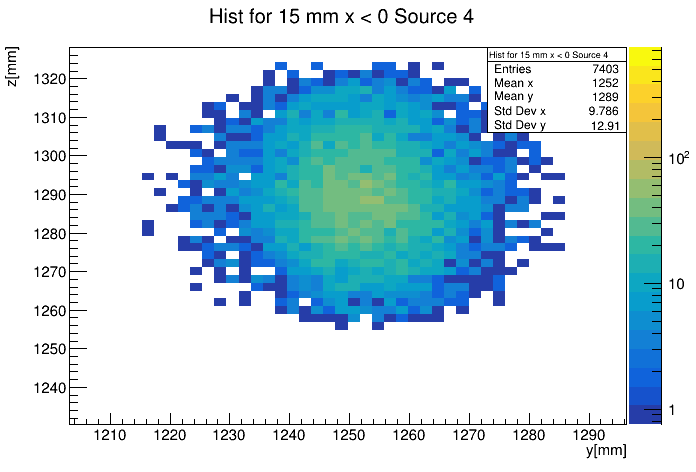 Hist for 15 mm x < 0 Source 4
z[mm]
Hist for 15 mm x < 0 Source 4
Entries 7403
Mean x 1252
Mean y 1289
Std Dev x 9.786
Std Dev y 12.91
1320
1310
1300
1290
1280
1270
1260
1250
1240
10²
10
1
1210 1220 1230 1240 1250 1260 1270 1280 1290
y[mm]